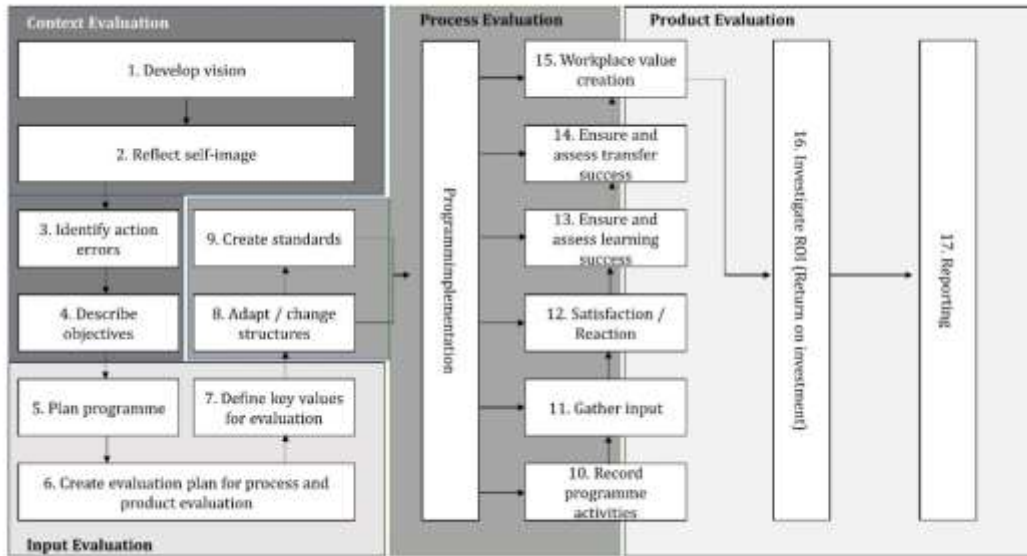 Context Evaluation
1. Develop vision
2. Reflect self-image
3. Identify action
errors
4. Describe
objectives
5. Plan programme
6. Create evaluation plan for process and
product evaluation
7. Define key values
for evaluation
8. Adapt / change
structures
9. Create standards
Input Evaluation
Process Evaluation
Programmimplementation
10. Record
programme
activities
11. Gather input
12. Satisfaction /
Reaction
13. Ensure and
assess learning
success
14. Ensure and
assess transfer
success
15. Workplace value
creation
Product Evaluation
16. Investigate ROI (Return on investment)
17. Reporting